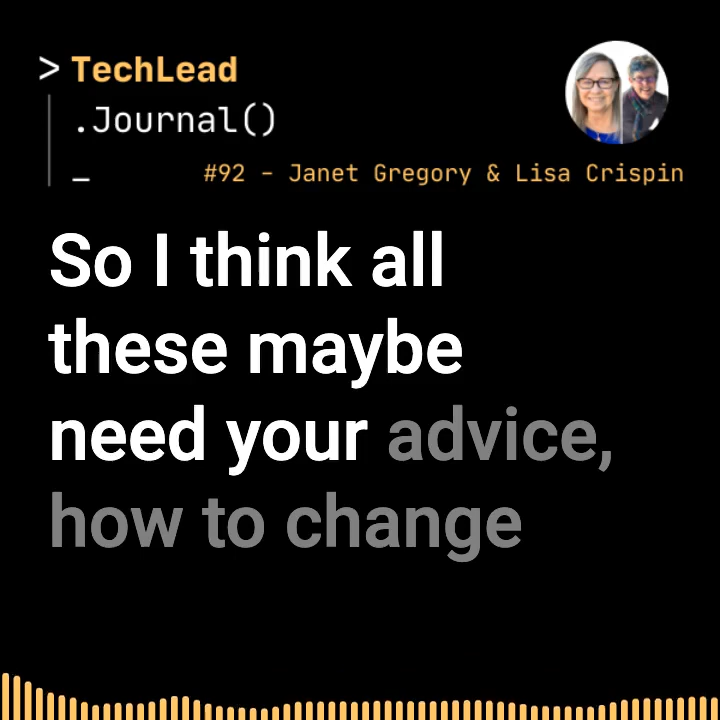 > TechLead
.Journal()
_
#92 - Janet Gregory & Lisa Crispin
So I think all
these maybe
need your advice,
how to change